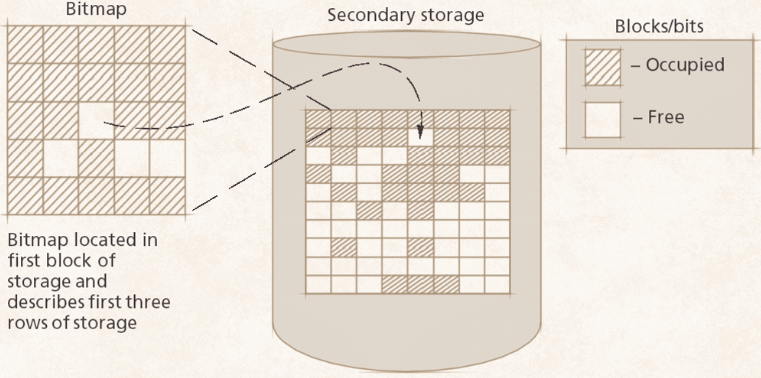 Bitmap
Secondary storage
Blocks/bits
– Occupied
– Free
Bitmap located in
first block of
storage and
describes first three
rows of storage